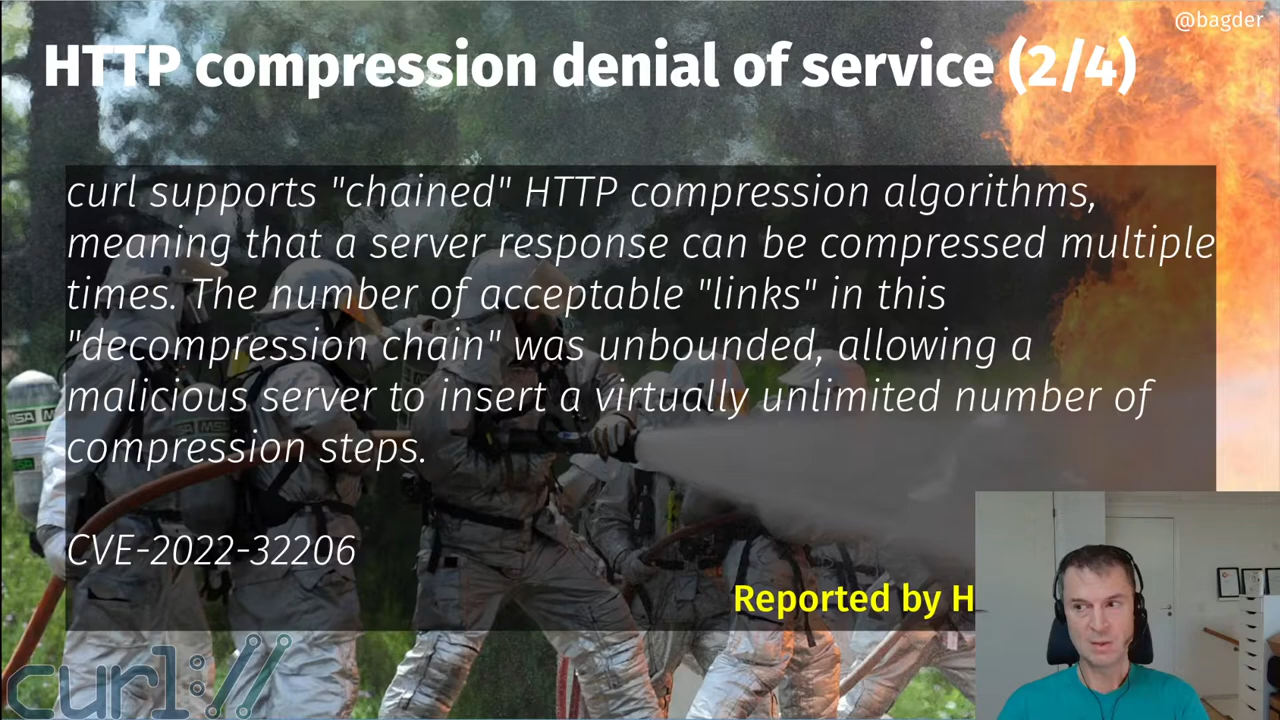 @bagder
HTTP compression denial of service (2/4)
curl supports "chained" HTTP compression algorithms,
meaning that a server response can be compressed multiple
times. The number of acceptable "links" in this
"decompression chain" was unbounded, allowing a
malicious server to insert a virtually unlimited number of
compression steps.
MSA
CVE-2022-32206
Reported by H
curl://